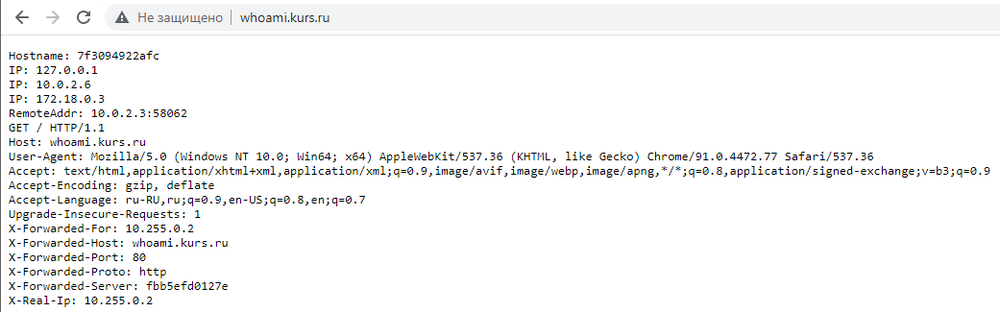 Не защищено | whoami.kurs.ru
Hostname: 7f3094922afc
IP: 127.0.0.1
IP: 10.0.2.6
IP: 172.18.0.3
RemoteAddr: 10.0.2.3:58062
GET / HTTP/1.1
Host: whoami.kurs.ru
User-Agent: Mozilla/5.0 (Windows NT 10.0; Win64; x64) AppleWebKit/537.36 (KHTML, like Gecko) Chrome/91.0.4472.77 Safari/537.36
Accept: text/html,application/xhtml+xml,application/xml;q=0.9,image/avif,image/webp,image/apng,*/*;q=0.8,application/signed-exchange;v=b3;q=0.9
Accept-Encoding: gzip, deflate
Accept-Language: ru-RU,ru;q=0.9,en-US;q=0.8,en;q=0.7
Upgrade-Insecure-Requests: 1
X-Forwarded-For: 10.255.0.2
X-Forwarded-Host: whoami.kurs.ru
X-Forwarded-Port: 80
X-Forwarded-Proto: http
X-Forwarded-Server: fbb5efd0127e
X-Real-Ip: 10.255.0.2